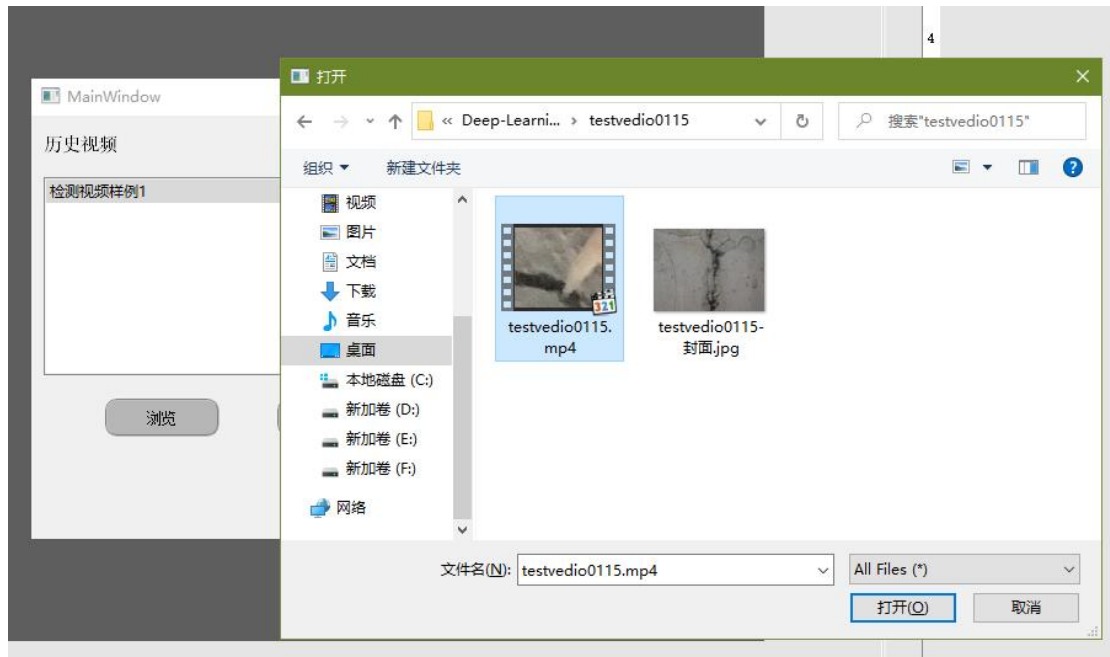 4
MainWindow
历史视频
检测视频样例1
浏览
打开
« Deep-Learni... › testvedio0115
搜索"testvedio0115"
组织
新建文件夹
视频
图片
文档
下载
音乐
桌面
本地磁盘 (C:)
新加卷 (D:)
新加卷 (E:)
新加卷 (F:)
网络
321
testvedio0115.
mp4
testvedio0115-
封面.jpg
文件名(N): testvedio0115.mp4
All Files (*)
打开(O)
取消